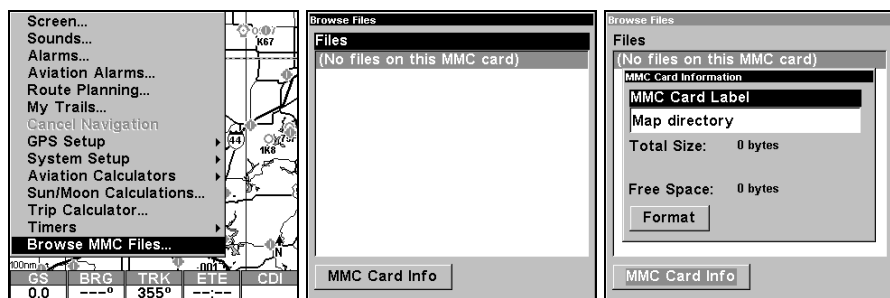 Screen...
Sounds...
Alarms...
Aviation Alarms...
Route Planning...
My Trails...
Cancel Navigation
GPS Setup
System Setup
Aviation Calculators
Sun/Moon Calculations...
Trip Calculator...
Timers
Browse MMC Files...
K67
44
1K8
100nm
N
GS BRG TRK ETE CDI
0.0 ---° 355° --:--
Browse Files
Files
(No files on this MMC card)
MMC Card Info
Browse Files
Files
(No files on this MMC card)
MMC Card Information
MMC Card Label
Map directory
Total Size: 0 bytes
Free Space: 0 bytes
Format
MMC Card Info